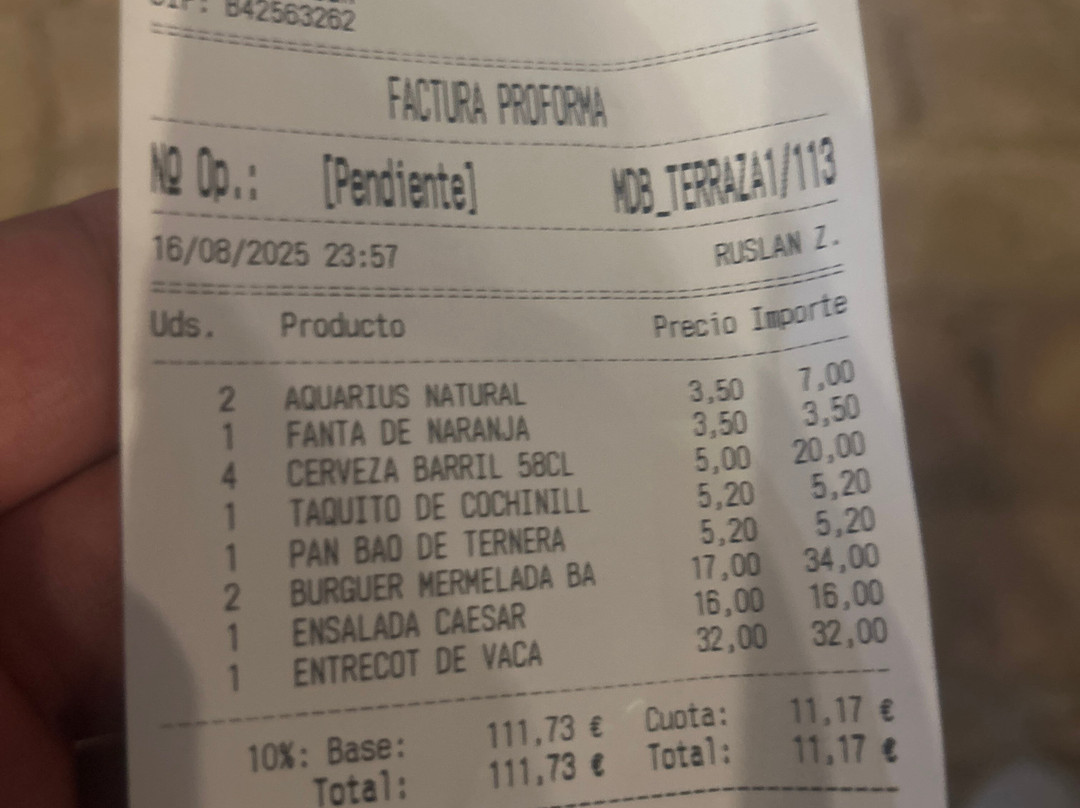 CIF: B42563262
FACTURA PROFORMA
Nº Op.: [Pendiente] MDB_TERRAZA1/113
16/08/2025 23:57 RUSLAN Z.
Uds. Producto Precio Importe
2 AQUARIUS NATURAL 3,50 7,00
1 FANTA DE NARANJA 3,50 3,50
4 CERVEZA BARRIL 58CL 5,00 20,00
1 TAQUITO DE COCHINILL 5,20 5,20
1 PAN BAO DE TERNERA 5,20 5,20
2 BURGUER MERMELADA BA 17,00 34,00
1 ENSALADA CAESAR 16,00 16,00
1 ENTRECOT DE VACA 32,00 32,00
10%: Base: 111,73 € Cuota: 11,17 €
Total: 111,73 € Total: 11,17 €